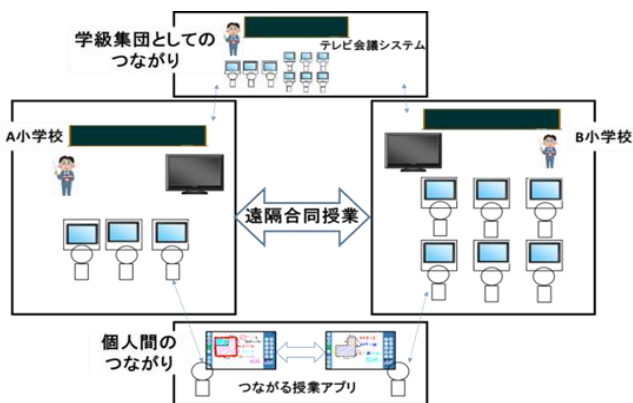 学級集団としての
つながり
テレビ会議システム
A小学校
B小学校
遠隔合同授業
個人間の
つながり
つながる授業アプリ